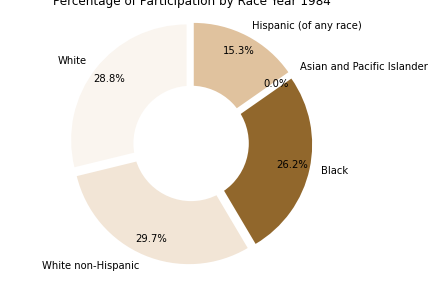 Percentage of Participation by Race Year 1984
Hispanic (of any race)
15.3%
White
28.8%
Asian and Pacific Islander
0.0%
26.2%
Black
29.7%
White non-Hispanic